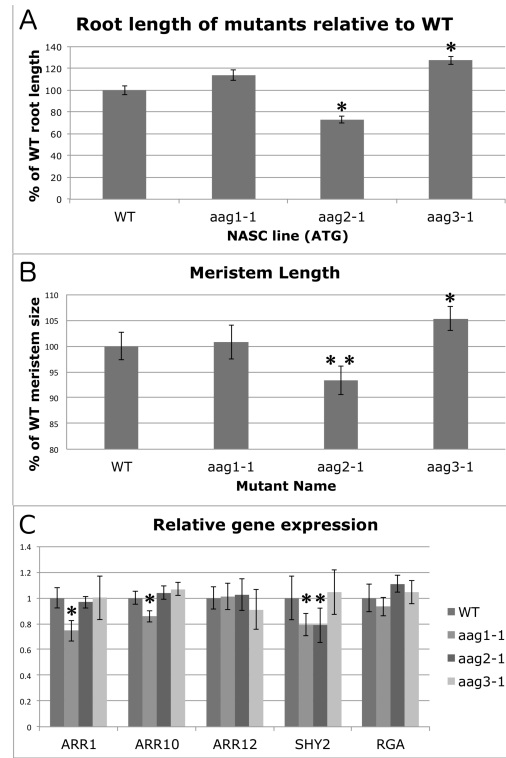 A
Root length of mutants relative to WT
% of WT root length
140
120
100
80
60
40
20
0
*
*
WT aag1-1 aag2-1 aag3-1
NASC line (ATG)
B
Meristem Length
% of WT meristem size
110
105
100
95
90
85
80
* *
*
WT aag1-1 aag2-1 aag3-1
Mutant Name
C
Relative gene expression
1.4
1.2
1
0.8
0.6
0.4
0.2
0
*
*
* *
ARR1 ARR10 ARR12 SHY2 RGA
WT
aag1-1
aag2-1
aag3-1